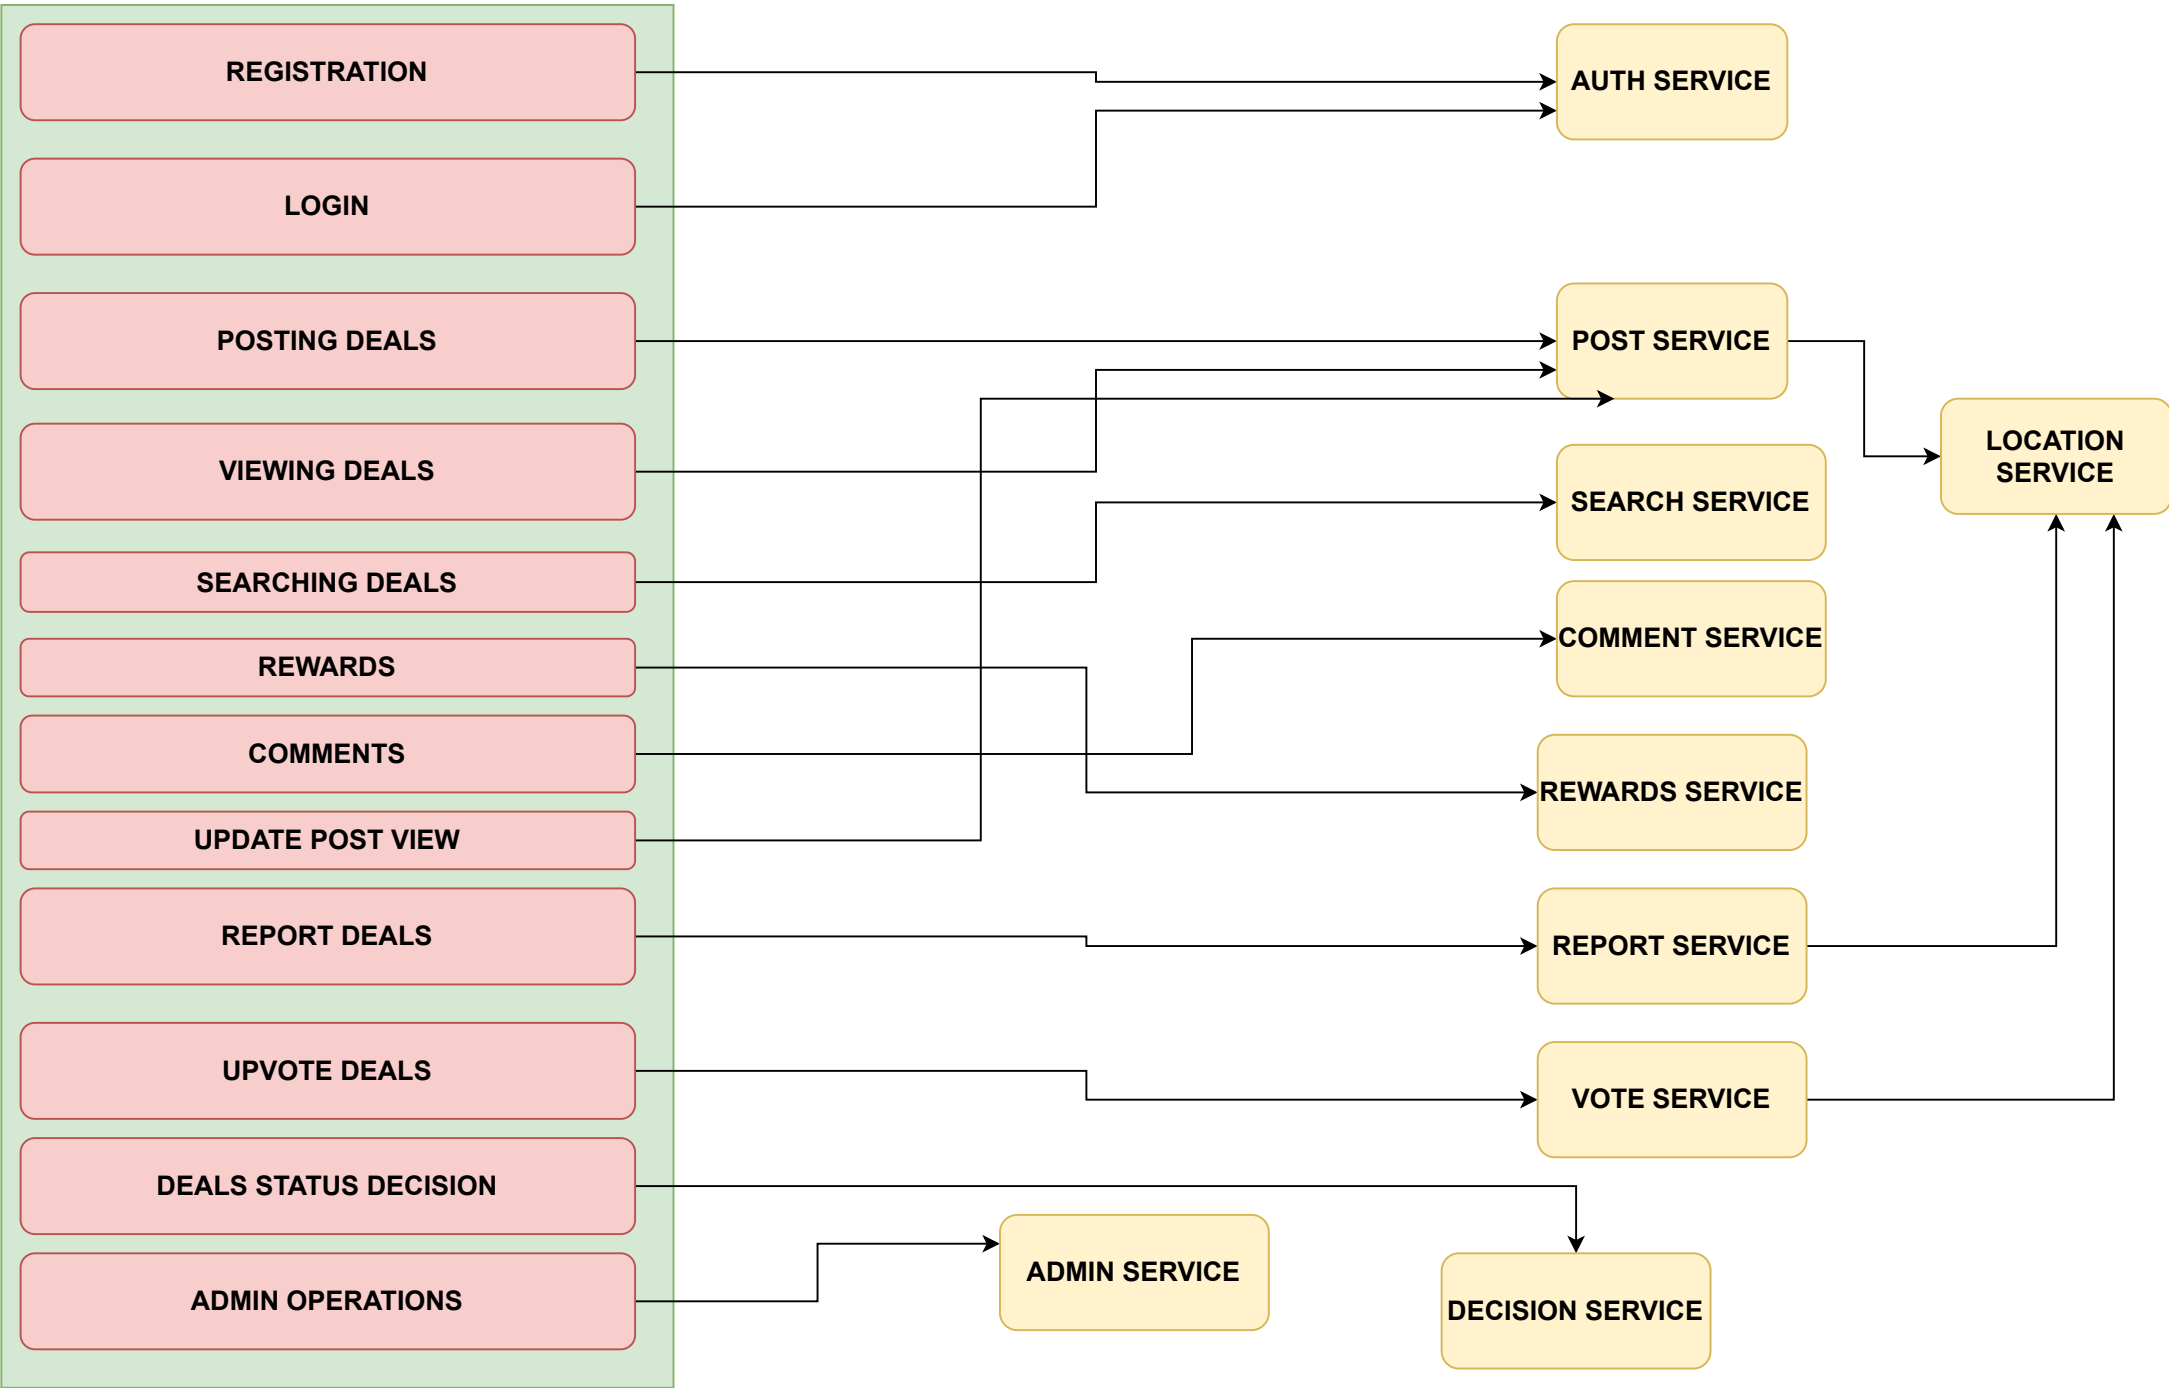 REGISTRATION
LOGIN
POSTING DEALS
VIEWING DEALS
SEARCHING DEALS
REWARDS
COMMENTS
UPDATE POST VIEW
REPORT DEALS
UPVOTE DEALS
DEALS STATUS DECISION
ADMIN OPERATIONS
AUTH SERVICE
POST SERVICE
SEARCH SERVICE
COMMENT SERVICE
REWARDS SERVICE
REPORT SERVICE
VOTE SERVICE
ADMIN SERVICE
DECISION SERVICE
LOCATION
SERVICE